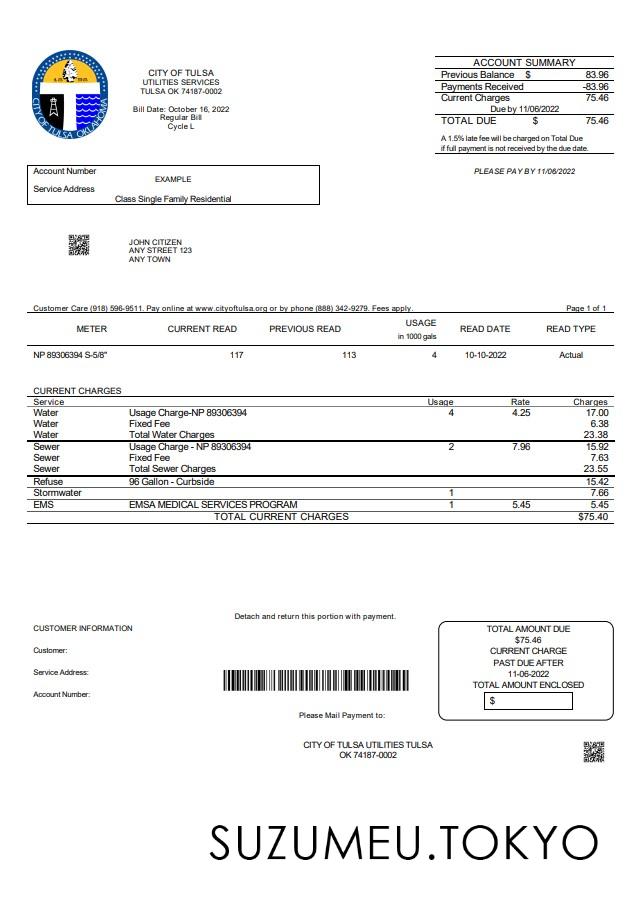 CITY OF TULSA
UTILITIES SERVICES
TULSA OK 74187-0002
Bill Date: October 16, 2022
Regular Bill
Cycle L
CITY OF TULSA OKLAHOMA
ACCOUNT SUMMARY
Previous Balance $ 83.96
Payments Received -83.96
Current Charges 75.46
Due by 11/06/2022
TOTAL DUE $ 75.46
A 1.5% late fee will be charged on Total Due
if full payment is not received by the due date.
PLEASE PAY BY 11/06/2022
Account Number EXAMPLE
Service Address
Class Single Family Residential
JOHN CITIZEN
ANY STREET 123
ANY TOWN
Customer Care (918) 596-9511. Pay online at www.cityoftulsa.org or by phone (888) 342-9279. Fees apply. Page 1 of 1
METER CURRENT READ PREVIOUS READ USAGE in 1000 gals READ DATE READ TYPE
NP 89306394 S-5/8" 117 113 4 10-10-2022 Actual
CURRENT CHARGES
Service Usage Rate Charges
Water Usage Charge-NP 89306394 4 4.25 17.00
Water Fixed Fee 6.38
Water Total Water Charges 23.38
Sewer Usage Charge - NP 89306394 2 7.96 15.92
Sewer Fixed Fee 7.63
Sewer Total Sewer Charges 23.55
Refuse 96 Gallon - Curbside 15.42
Stormwater 1 7.66
EMS EMSA MEDICAL SERVICES PROGRAM 1 5.45 5.45
TOTAL CURRENT CHARGES $75.40
Detach and return this portion with payment.
CUSTOMER INFORMATION
Customer:
Service Address:
Account Number:
TOTAL AMOUNT DUE
$75.46
CURRENT CHARGE
PAST DUE AFTER
11-06-2022
TOTAL AMOUNT ENCLOSED
$
Please Mail Payment to:
CITY OF TULSA UTILITIES TULSA
OK 74187-0002
SUZUMEU.TOKYO